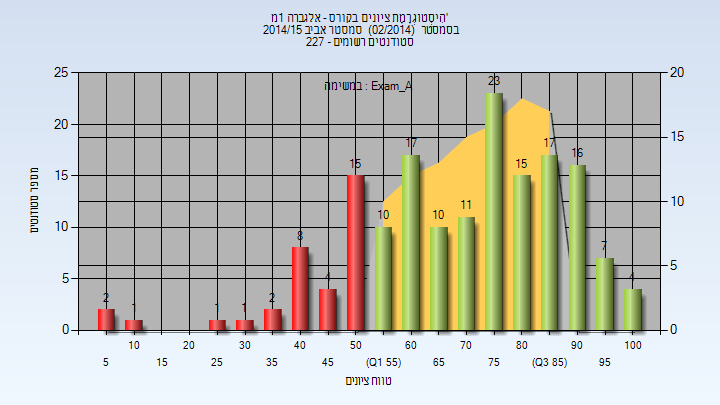 היסטוגרמת ציונים בקורס - אלגברה 1מ'
בסמסטר (02/2014) סמסטר אביב 2014/15
סטודנטים רשומים - 227
במשימה : Exam_A
25 20 15 10 5 0
מספר סטודנטים
20 15 10 5 0
2 1 1 1 2 8 4 15 10 17 10 11 23 15 17 16 7 4
10 20 30 40 50 60 70 80 90 100
5 15 25 35 45 (Q1 55) 65 75 (Q3 85) 95
טווח ציונים